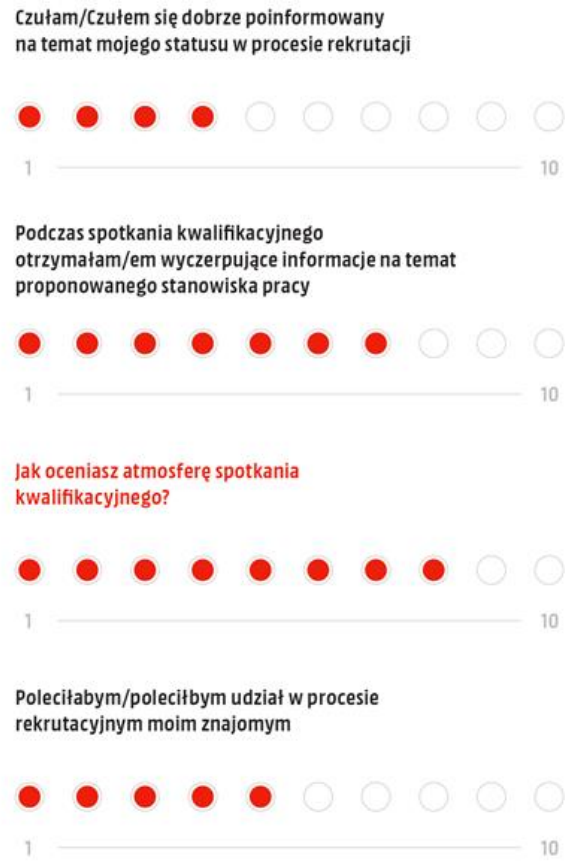 Czułam/Czułem się dobrze poinformowany
na temat mojego statusu w procesie rekrutacji
1 10
Podczas spotkania kwalifikacyjnego
otrzymałam/em wyczerpujące informacje na temat
proponowanego stanowiska pracy
1 10
Jak oceniasz atmosferę spotkania
kwalifikacyjnego?
1 10
Poleciłabym/poleciłbym udział w procesie
rekrutacyjnym moim znajomym
1 10